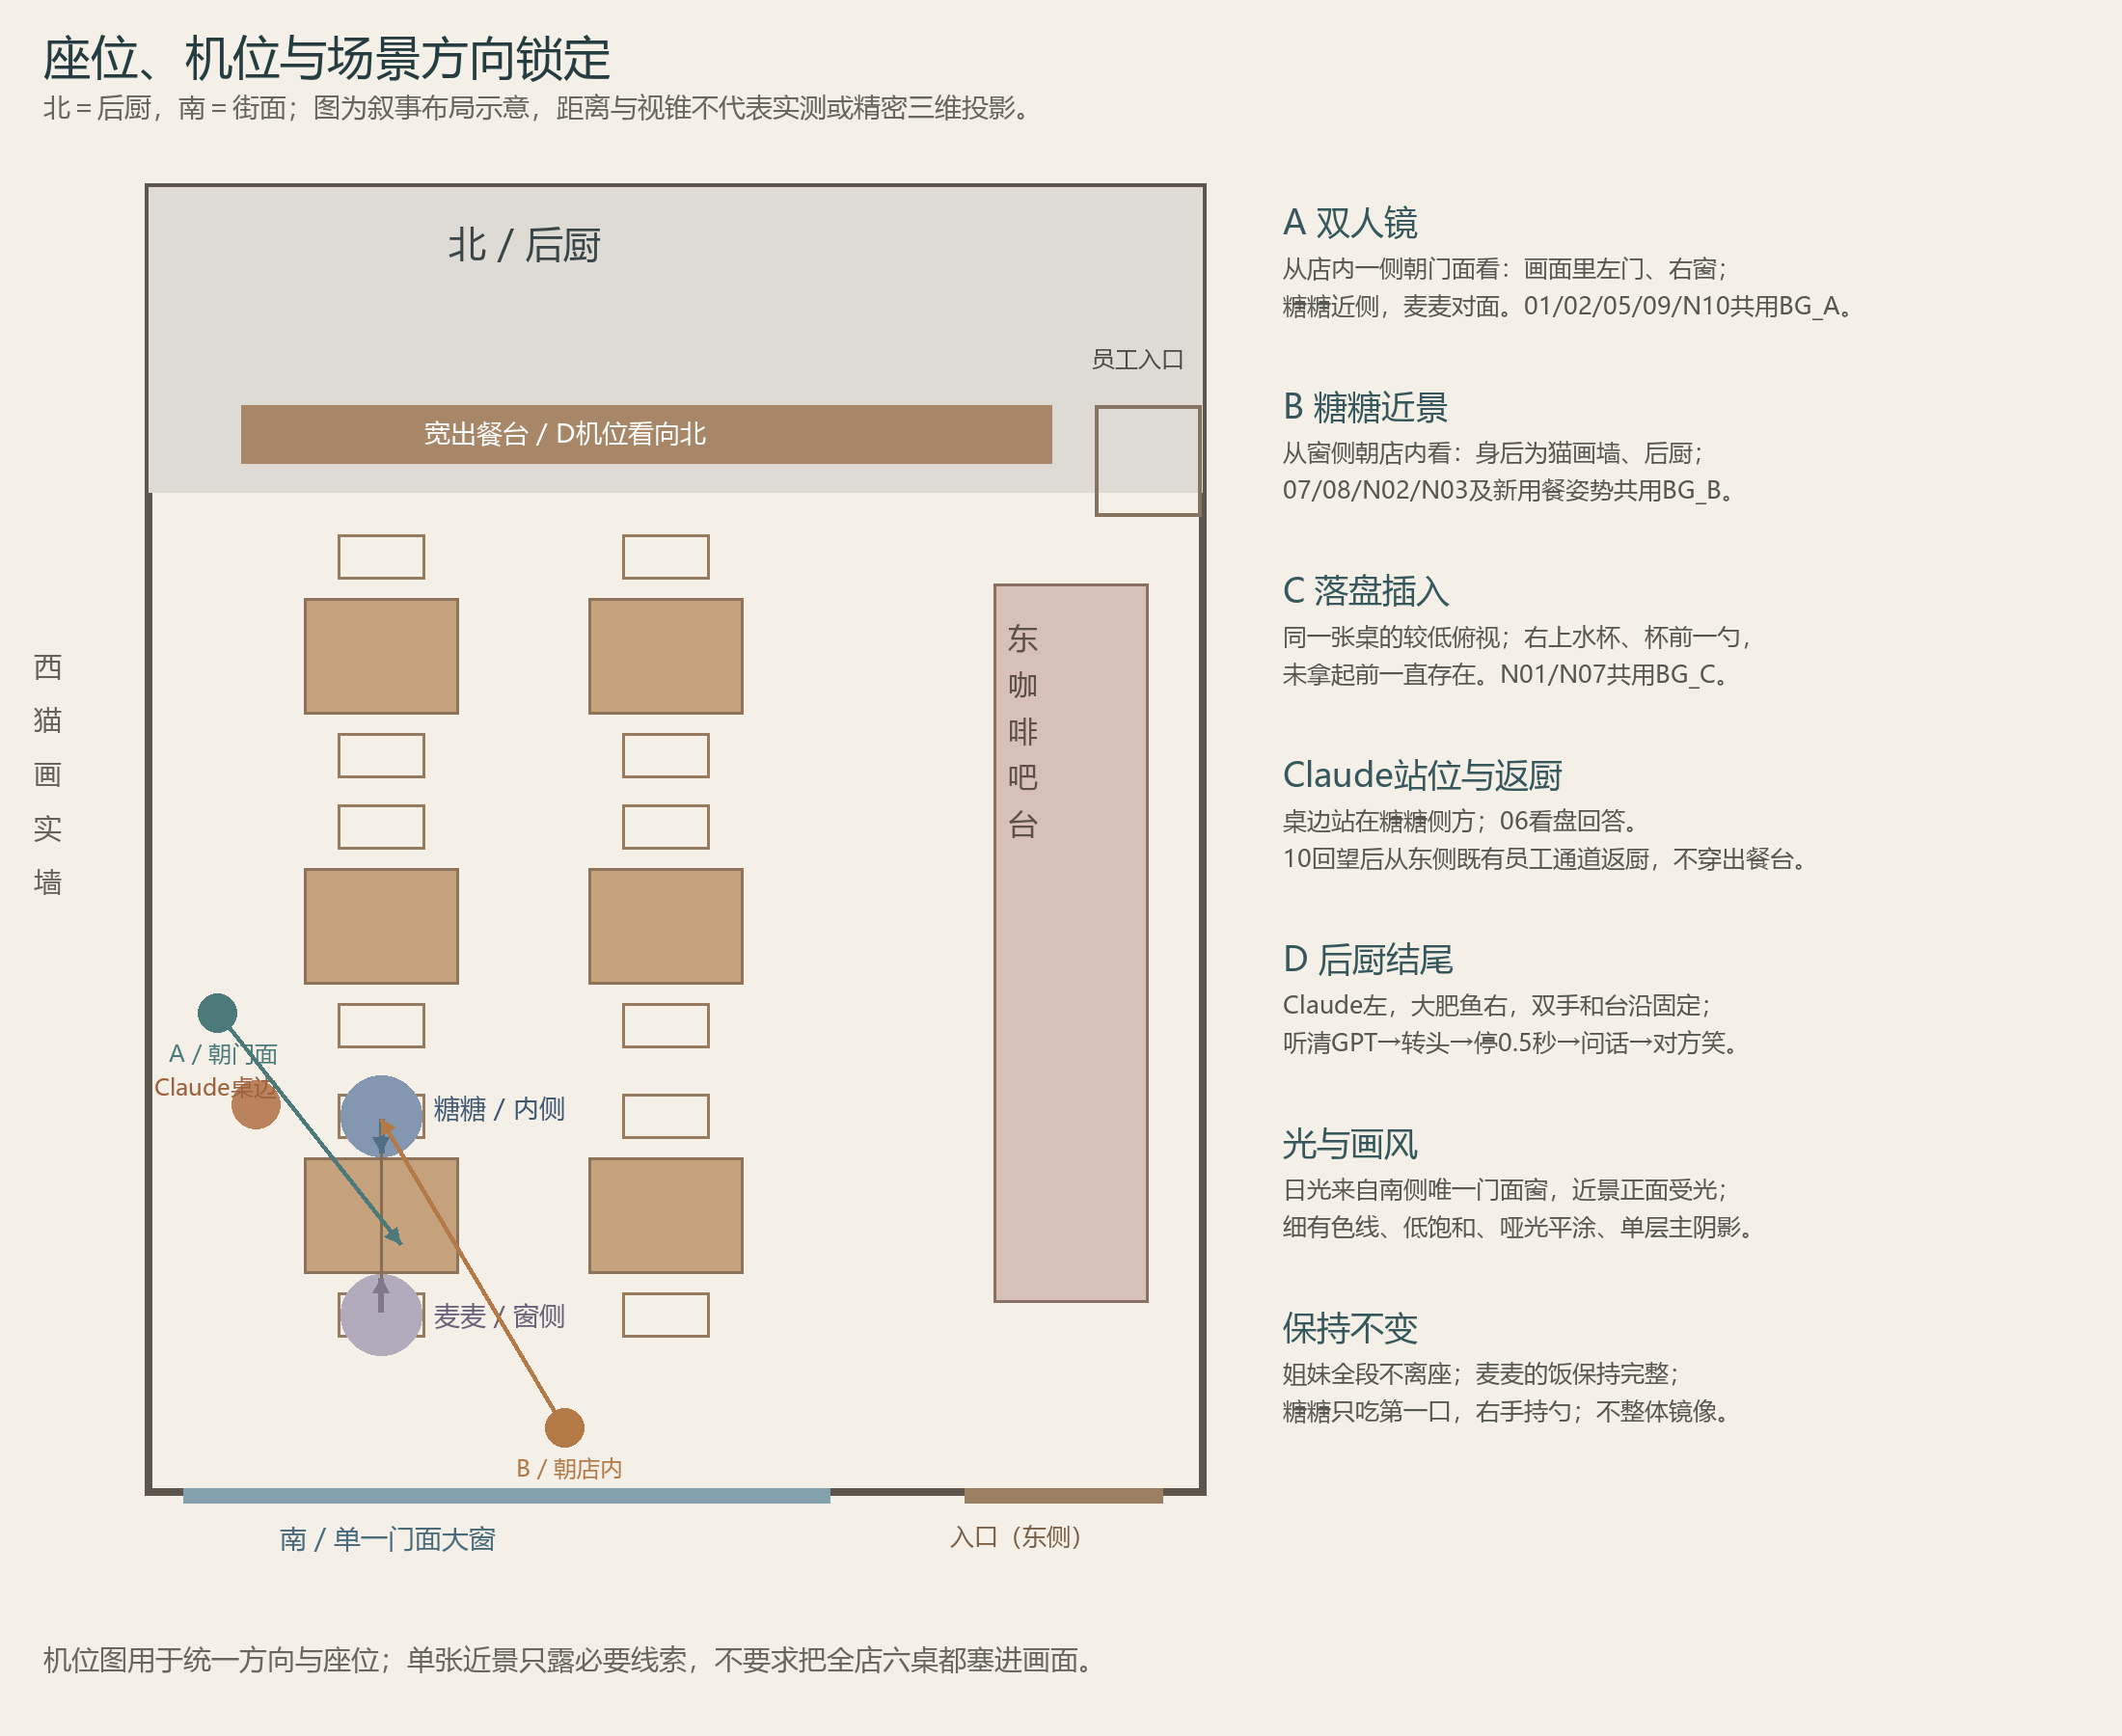 座位、机位与场景方向锁定
北 = 后厨，南 = 街面；图为叙事布局示意，距离与视锥不代表实测或精密三维投影。
北 / 后厨
员工入口
宽出餐台 / D机位看向北
西猫画实墙
东咖啡吧台
A / 朝门面
Claude桌边
糖糖 / 内侧
麦麦 / 窗侧
B / 朝店内
南 / 单一门面大窗
入口（东侧）
A 双人镜
从店内一侧朝门面看：画面里左门、右窗；
糖糖近侧，麦麦对面。01/02/05/09/N10共用BG_A。
B 糖糖近景
从窗侧朝店内看：身后为猫画墙、后厨；
07/08/N02/N03及新用餐姿势共用BG_B。
C 落盘插入
同一张桌的较低俯视；右上水杯、杯前一勺，
未拿起前一直存在。N01/N07共用BG_C。
Claude站位与返厨
桌边站在糖糖侧方；06看盘回答。
10回望后从东侧既有员工通道返厨，不穿出餐台。
D 后厨结尾
Claude左，大肥鱼右，双手和台沿固定；
听清GPT→转头→停0.5秒→问话→对方笑。
光与画风
日光来自南侧唯一门面窗，近景正面受光；
细有色线、低饱和、哑光平涂、单层主阴影。
保持不变
姐妹全段不离座；麦麦的饭保持完整；
糖糖只吃第一口，右手持勺；不整体镜像。
机位图用于统一方向与座位；单张近景只露必要线索，不要求把全店六桌都塞进画面。